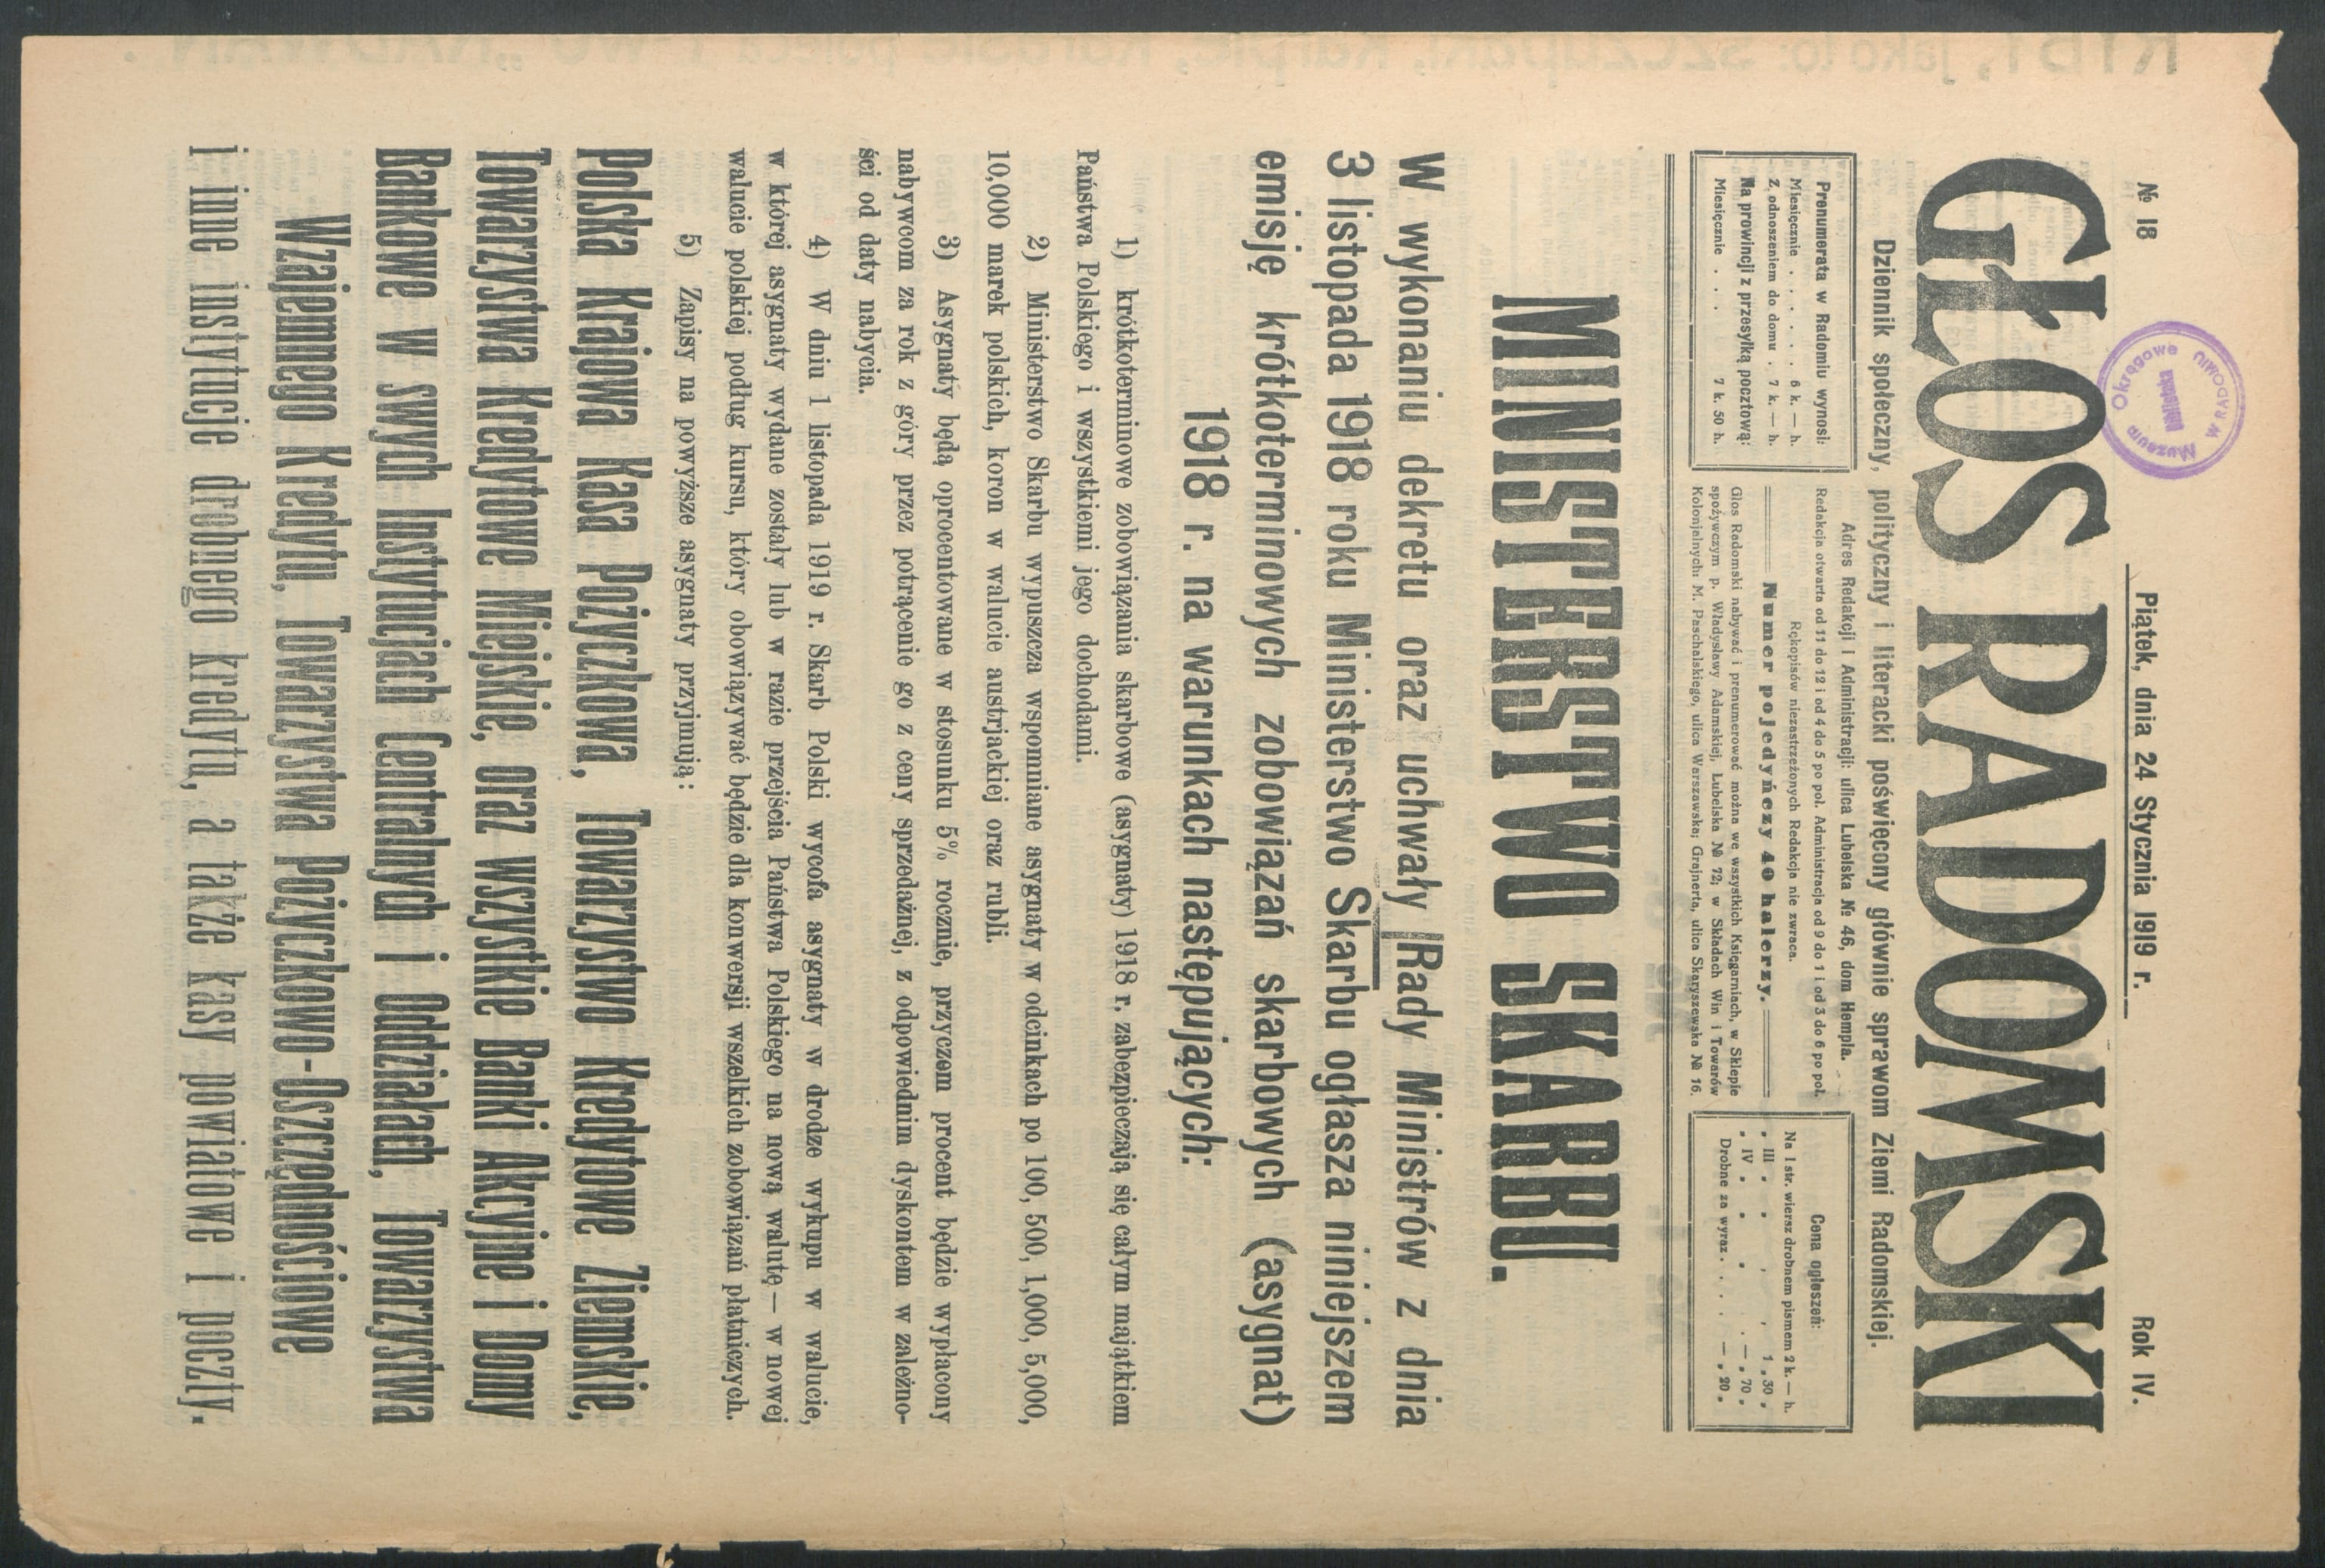 № 18
Piątek, dnia 24 Stycznia 1919 r.
Rok IV.
GŁOS RADOMSKI
Dziennik społeczny, polityczny i literacki poświęcony głównie sprawom Ziemi Radomskiej.
Prenumerata w Radomiu wynosi:
Miesięcznie . . . . . . 6 k. — h.
Z odnoszeniem do domu . 7 k. — h.
Na prowincji z przesyłką pocztową:
Miesięcznie . . . 7 k. 50 h.
Adres Redakcji i Administracji: ulica Lubelska № 46, dom Hempla.
Redakcja otwarta od 11 do 12 i od 4 do 5 po poł. Administracja od 9 do 1 i od 3 do 6 po poł.
Rękopisów niezastrzeżonych Redakcja nie zwraca.
Numer pojedyńczy 40 halerzy.
Głos Radomski nabywać i prenumerować można we wszystkich Księgarniach, w Sklepie
spożywczym p. Władysławy Adamskiej, Lubelska № 72; w Składach Win i Towarów
Kolonjalnych: M. Paschalskiego, ulica Warszawska; Grajnerta, ulica Skaryszewska № 16.
Cena ogłoszeń:
Na I str. wiersz drobnem pismem 2 k. — h.
„ III „ „ , , 1 „ 30 „
„ IV „ „ „ . — „ 70 „
Drobne za wyraz . . . . — „ 20 „
Muzeum Okręgowe
w RADOMIU
Biblioteka
MINISTERSTWO SKARBU.
W wykonaniu dekretu oraz uchwały Rady Ministrów z dnia
3 listopada 1918 roku Ministerstwo Skarbu ogłasza niniejszem
emisję krótkoterminowych zobowiązań skarbowych (asygnat)
1918 r. na warunkach następujących:
1) krótkoterminowe zobowiązania skarbowe (asygnaty) 1918 r. zabezpieczają się całym majątkiem
Państwa Polskiego i wszystkiemi jego dochodami.
2) Ministerstwo Skarbu wypuszcza wspomniane asygnaty w odcinkach po 100, 500, 1,000, 5,000,
10,000 marek polskich, koron w walucie austrjackiej oraz rubli.
3) Asygnaty będą oprocentowane w stosunku 5% rocznie, przyczem procent będzie wypłacony
nabywcom za rok z góry przez potrącenie go z ceny sprzedażnej, z odpowiednim dyskontem w zależno-
ści od daty nabycia.
4) W dniu 1 listopada 1919 r. Skarb Polski wycofa asygnaty w drodze wykupu w walucie,
w której asygnaty wydane zostały lub w razie przejścia Państwa Polskiego na nową walutę — w nowej
walucie polskiej podług kursu, który obowiązywać będzie dla konwersji wszelkich zobowiązań płatniczych.
5) Zapisy na powyższe asygnaty przyjmują:
Polska Krajowa Kasa Pożyczkowa, Towarzystwo Kredytowe Ziemskie,
Towarzystwa Kredytowe Miejskie, oraz wszystkie Banki Akcyjne i Domy
Bankowe w swych Instytucjach Centralnych i Oddziałach, Towarzystwa
Wzajemnego Kredytu, Towarzystwa Pożyczkowo-Oszczędnościowe
i inne instytucje drobnego kredytu, a także kasy powiatowe i poczty.